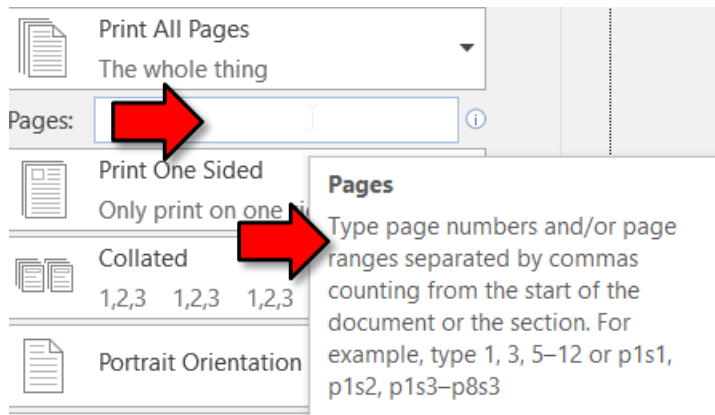 Print All Pages
The whole thing
Pages:
Print One Sided
Only print on one
Collated
1,2,3 1,2,3 1,2,3
Portrait Orientation
Pages
Type page numbers and/or page
ranges separated by commas
counting from the start of the
document or the section. For
example, type 1, 3, 5–12 or p1s1,
p1s2, p1s3–p8s3